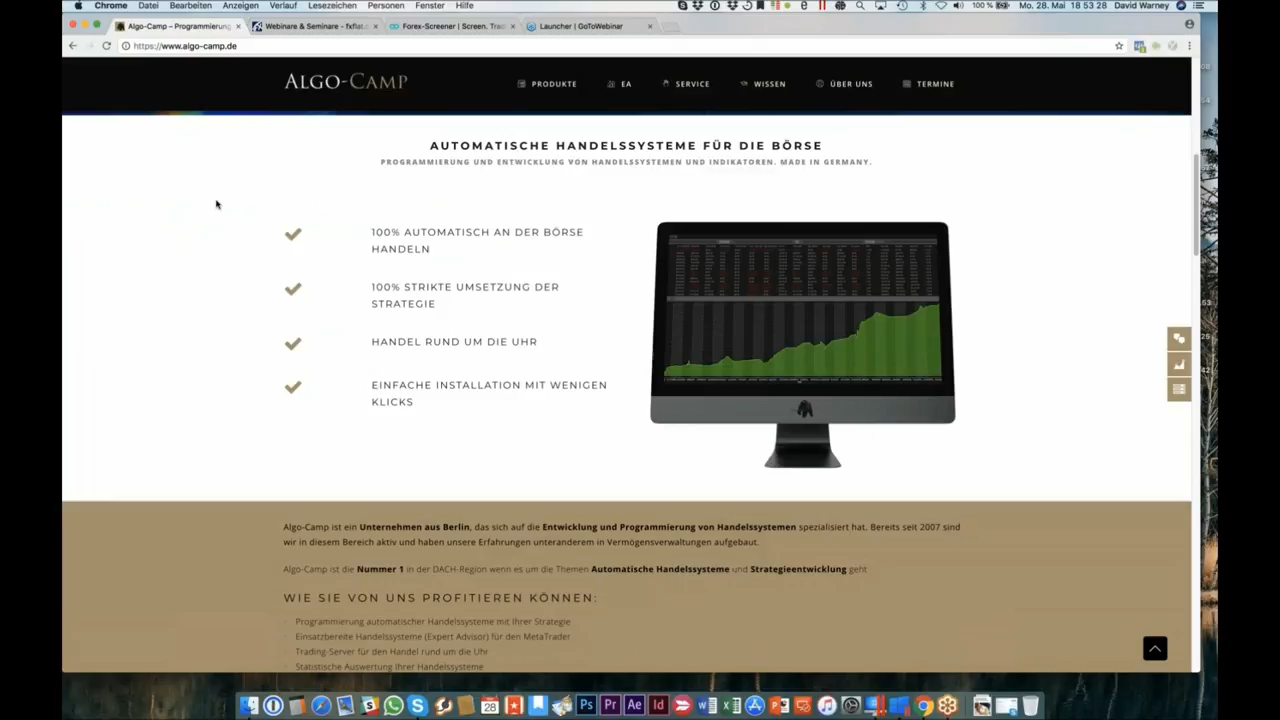 Chrome Datei Bearbeiten Anzeigen Verlauf Lesezeichen Personen Fenster Hilfe 100 % Mo. 28. Mai 18 53 28 David Warney
Algo-Camp – Programmierung Webinare & Seminare - fxflat. Forex-Screener | Screen. Tra Launcher | GoToWebinar
https://www.algo-camp.de
ALGO-CAMP PRODUKTE EA SERVICE WISSEN ÜBER UNS TERMINE
AUTOMATISCHE HANDELSSYSTEME FÜR DIE BÖRSE
PROGRAMMIERUNG UND ENTWICKLUNG VON HANDELSSYSTEMEN UND INDIKATOREN. MADE IN GERMANY.
100% AUTOMATISCH AN DER BÖRSE
HANDELN
100% STRIKTE UMSETZUNG DER
STRATEGIE
HANDEL RUND UM DIE UHR
EINFACHE INSTALLATION MIT WENIGEN
KLICKS
Algo-Camp ist ein Unternehmen aus Berlin, das sich auf die Entwicklung und Programmierung von Handelssystemen spezialisiert hat. Bereits seit 2007 sind
wir in diesem Bereich aktiv und haben unsere Erfahrungen unteranderem in Vermögensverwaltungen aufgebaut.
Algo-Camp ist die Nummer 1 in der DACH-Region wenn es um die Themen Automatische Handelssysteme und Strategieentwicklung geht
WIE SIE VON UNS PROFITIEREN KÖNNEN:
Programmierung automatischer Handelssysteme mit Ihrer Strategie
Einsatzbereite Handelssysteme (Expert Advisor) für den MetaTrader
Trading-Server für den Handel rund um die Uhr
Statistische Auswertung Ihrer Handelssysteme
28 Ps Pr Ae Id